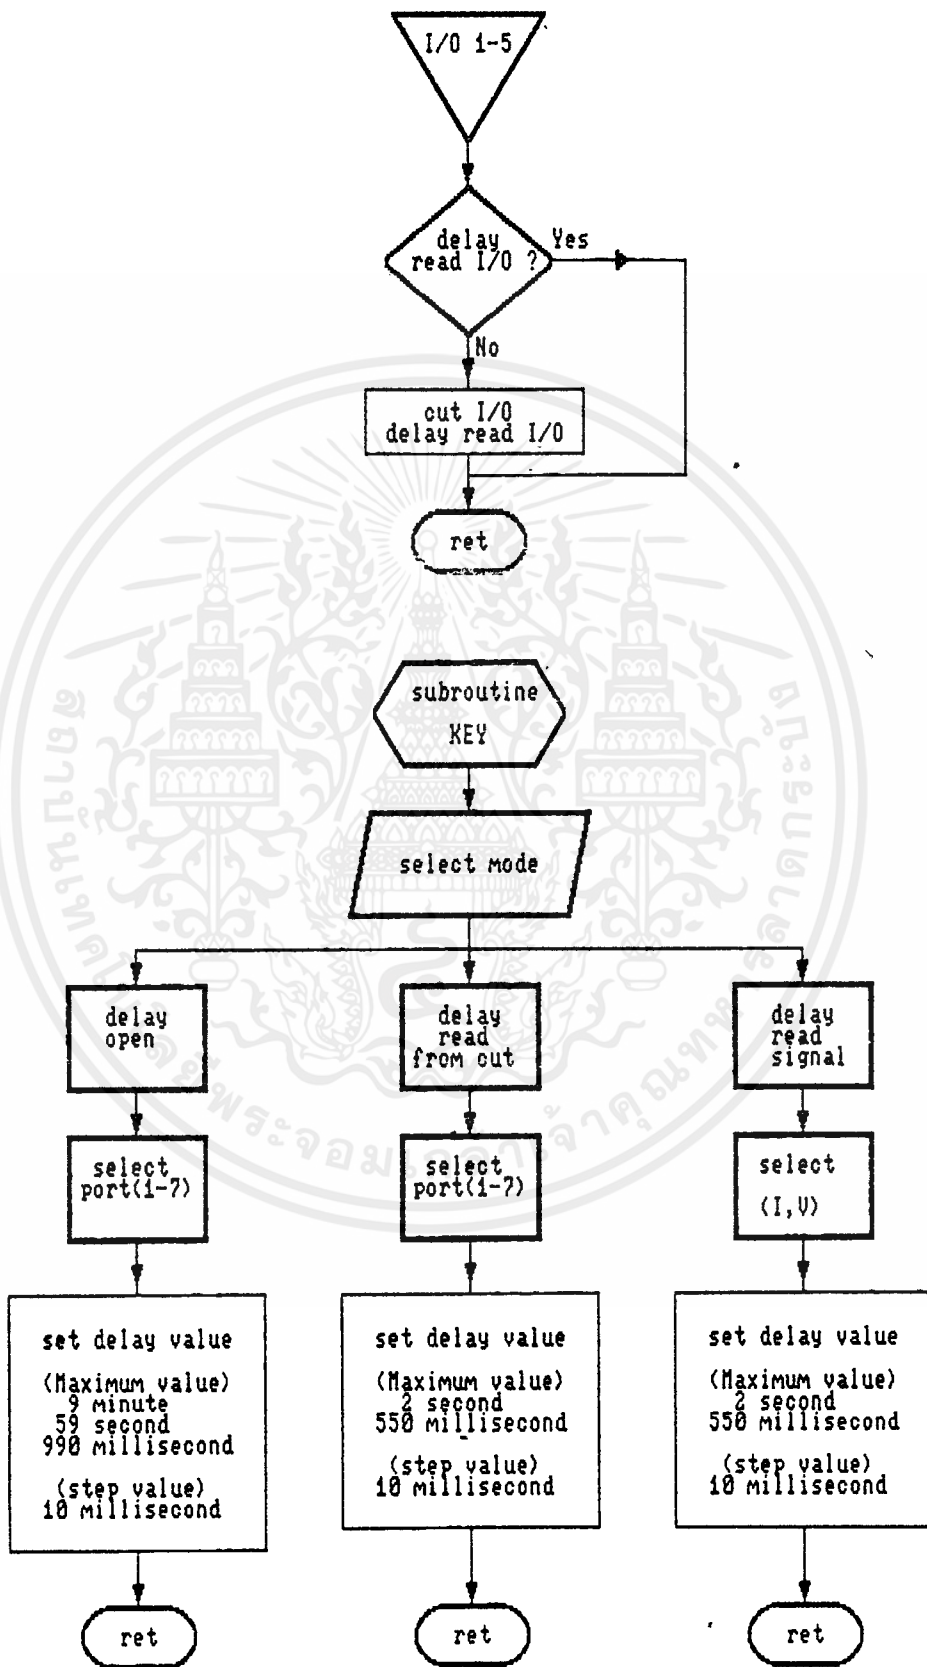 I/O 1-5
delay
read I/O ?
Yes
No
cut I/O
delay read I/O
ret
subroutine
KEY
select mode
delay
open
delay
read
from cut
delay
read
signal
select
port(1-7)
select
port(1-7)
select
(I,V)
set delay value
(Maximum value)
9 minute
59 second
990 millisecond
(step value)
10 millisecond
set delay value
(Maximum value)
2 second
550 millisecond
(step value)
10 millisecond
set delay value
(Maximum value)
2 second
550 millisecond
(step value)
10 millisecond
ret
ret
ret